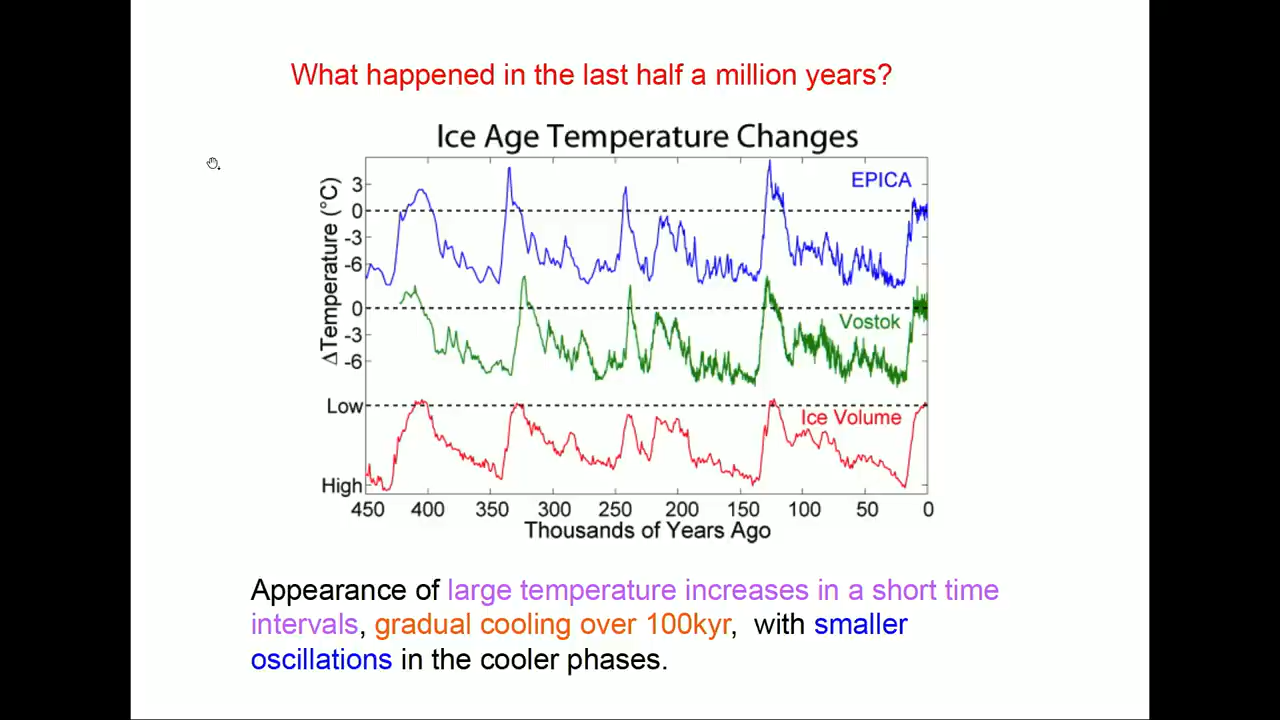 What happened in the last half a million years?
Ice Age Temperature Changes
EPICA
3
0
-3
-6
Vostok
0
-3
-6
ΔTemperature (°C)
Ice Volume
Low
High
450 400 350 300 250 200 150 100 50 0
Thousands of Years Ago
Appearance of large temperature increases in a short time
intervals, gradual cooling over 100kyr, with smaller
oscillations in the cooler phases.